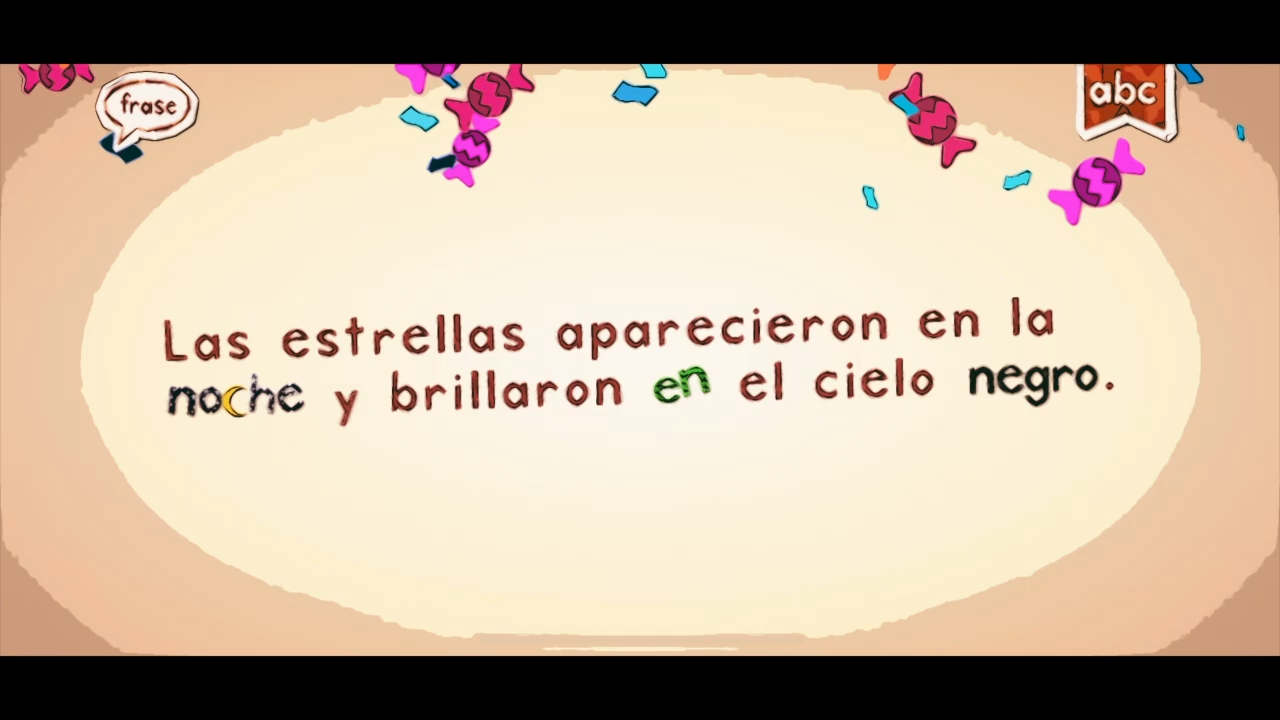 frase
abc
Las estrellas aparecieron en la
noche y brillaron en el cielo negro.